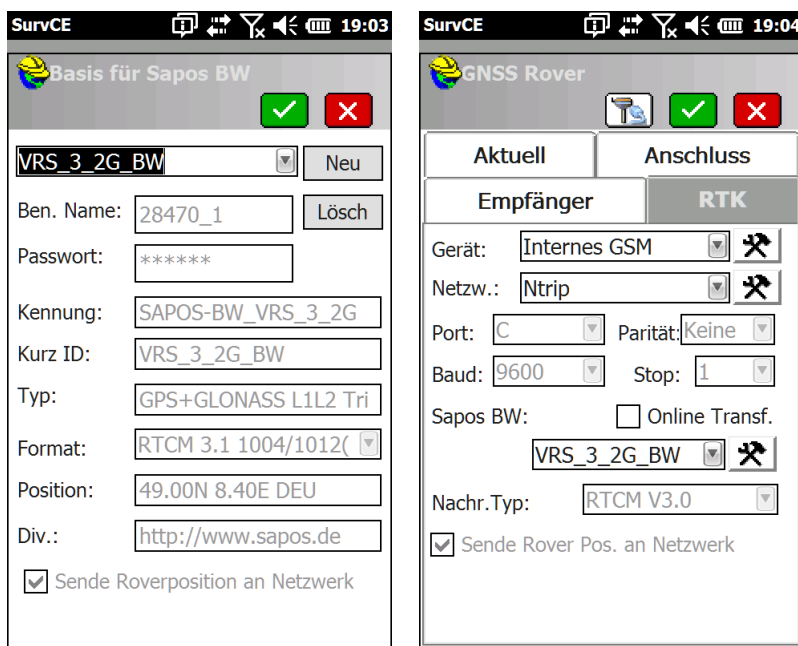 SurvCE 19:03
Basis für Sapos BW
VRS_3_2G_BW Neu
Ben. Name: 28470_1 Lösch
Passwort: ******
Kennung: SAPOS-BW_VRS_3_2G
Kurz ID: VRS_3_2G_BW
Typ: GPS+GLONASS L1L2 Tri
Format: RTCM 3.1 1004/1012(
Position: 49.00N 8.40E DEU
Div.: http://www.sapos.de
Sende Roverposition an Netzwerk
SurvCE 19:04
GNSS Rover
Aktuell Anschluss
Empfänger RTK
Gerät: Internes GSM
Netzw.: Ntrip
Port: C Parität: Keine
Baud: 9600 Stop: 1
Sapos BW: Online Transf.
VRS_3_2G_BW
Nachr.Typ: RTCM V3.0
Sende Rover Pos. an Netzwerk